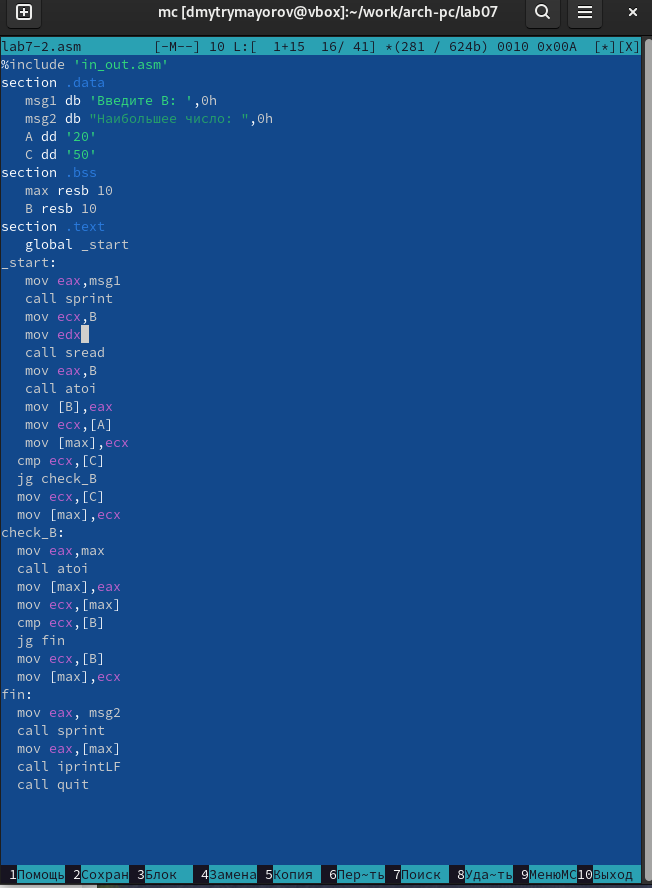 mc [dmytrymayorov@vbox]:~/work/arch-pc/lab07
lab7-2.asm [-M--] 10 L:[ 1+15 16/ 41] *(281 / 624b) 0010 0x00A [*][X]
%include 'in_out.asm'
section .data
msg1 db 'Введите B: ',0h
msg2 db "Наибольшее число: ",0h
A dd '20'
C dd '50'
section .bss
max resb 10
B resb 10
section .text
global _start
_start:
mov eax,msg1
call sprint
mov ecx,B
mov edx
call sread
mov eax,B
call atoi
mov [B],eax
mov ecx,[A]
mov [max],ecx
cmp ecx,[C]
jg check_B
mov ecx,[C]
mov [max],ecx
check_B:
mov eax,max
call atoi
mov [max],eax
mov ecx,[max]
cmp ecx,[B]
jg fin
mov ecx,[B]
mov [max],ecx
fin:
mov eax, msg2
call sprint
mov eax,[max]
call iprintLF
call quit
1Помощь 2Сохран 3Блок 4Замена 5Копия 6Пер~ть 7Поиск 8Уда~ть 9МенюMC 10Выход